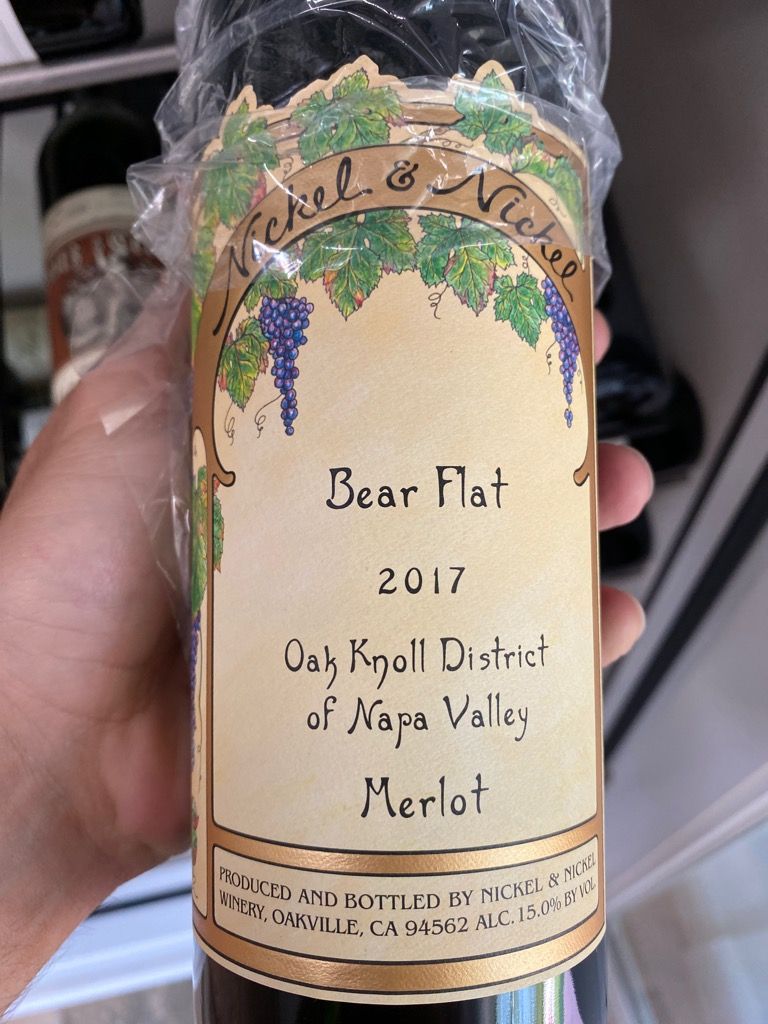 Nickel & Nickel
Bear Flat
2017
Oak Knoll District
of Napa Valley
Merlot
PRODUCED AND BOTTLED BY NICKEL & NICKEL
WINERY, OAKVILLE, CA 94562 ALC. 15.0% BY VOL.